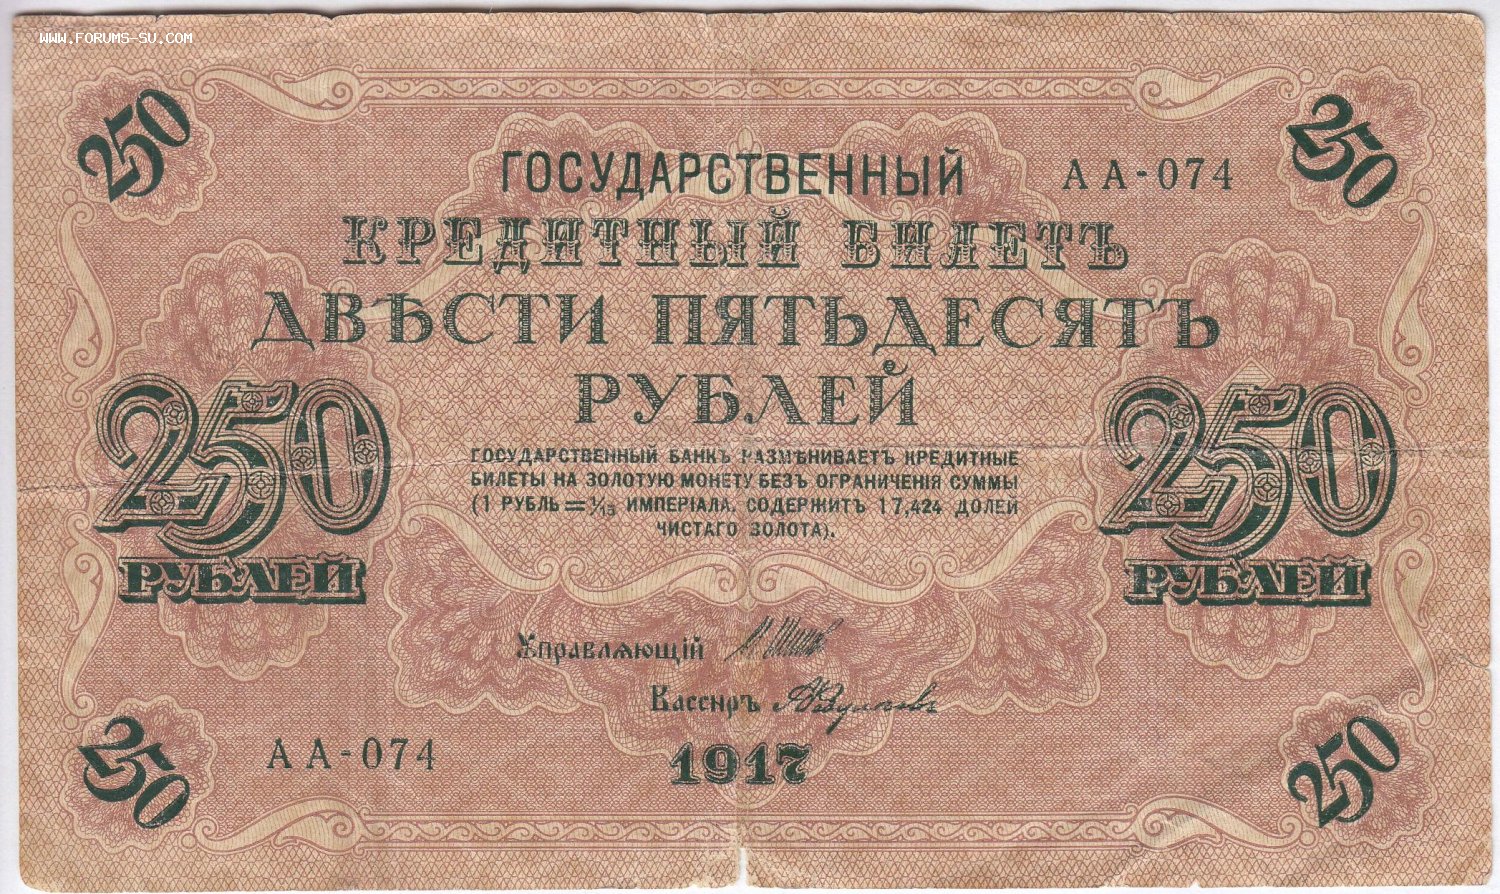 WWW.FORUMS-SU.COM
250
250
ГОСУДАРСТВЕННЫЙ
АА-074
КРЕДИТНЫЙ БИЛЕТЪ
ДВѢСТИ ПЯТЬДЕСЯТЪ
РУБЛЕЙ
250
РУБЛЕЙ
250
РУБЛЕЙ
ГОСУДАРСТВЕННЫЙ БАНКЪ РАЗМѢНИВАЕТЪ КРЕДИТНЫЕ
БИЛЕТЫ НА ЗОЛОТУЮ МОНЕТУ БЕЗЪ ОГРАНИЧЕНІЯ СУММЫ
(1 РУБЛЬ = 1/15 ИМПЕРІАЛА, СОДЕРЖИТЪ 17,424 ДОЛЕЙ
ЧИСТАГО ЗОЛОТА).
Управляющій
Кассиръ
АА-074
1917
250
250